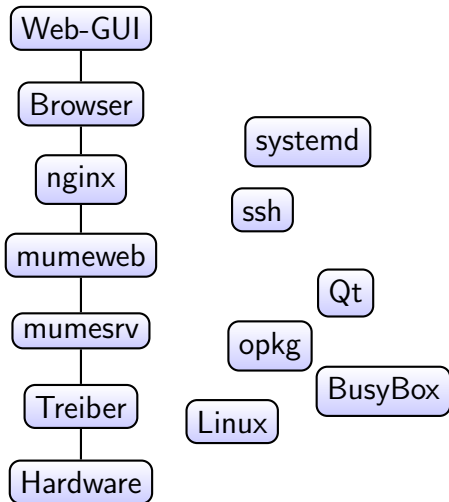 Web-GUI
Browser
nginx
mumeweb
mumesrv
Treiber
Hardware
systemd
ssh
Qt
opkg
BusyBox
Linux